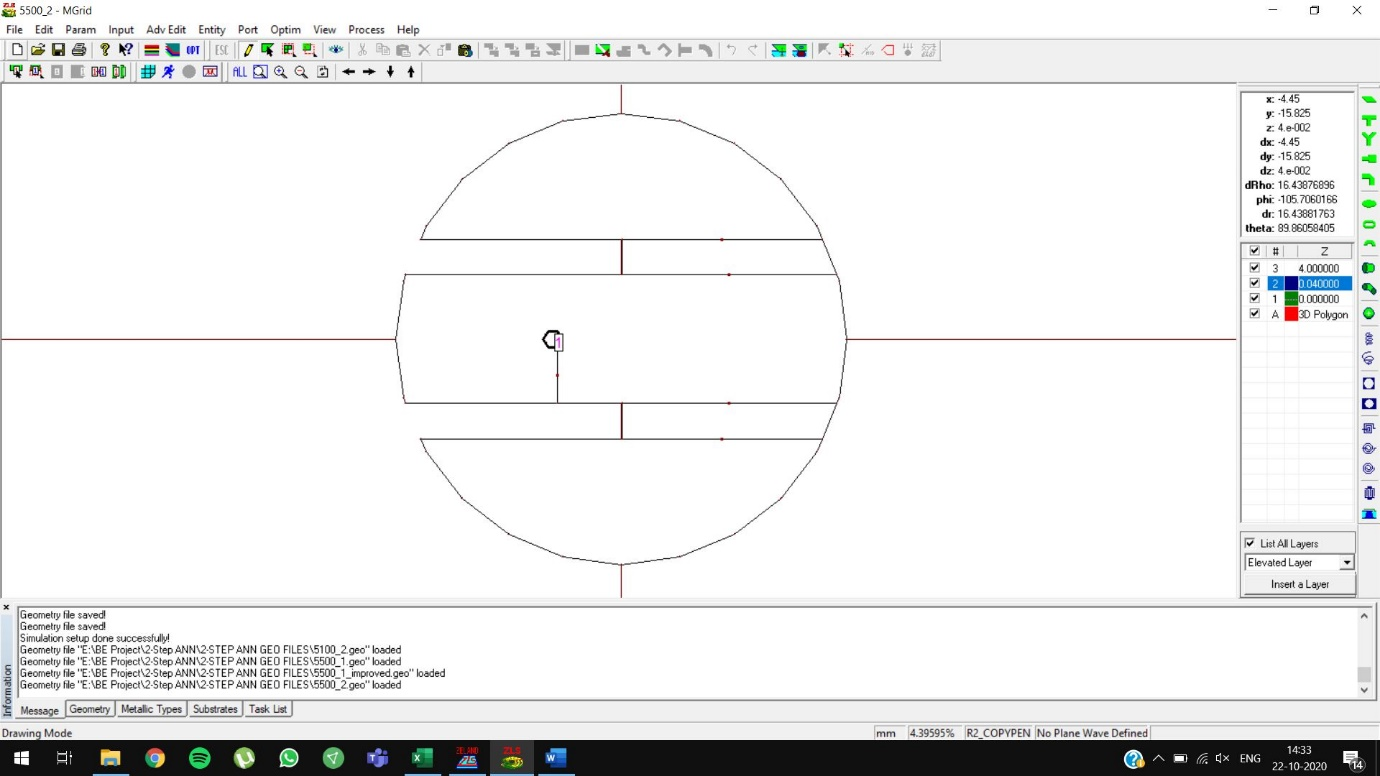 5500_2 - MGrid
File Edit Param Input Adv Edit Entity Port Optim View Process Help
OPT ESC
ALL
x: -4.45
y: -15.825
z: 4.e-002
dx: -4.45
dy: -15.825
dz: 4.e-002
dRho: 16.43876896
phi: -105.7060166
dr: 16.43881763
theta: 89.86058405
# Z
3 4.000000
2 0.040000
1 0.000000
A 3D Polygon
1
List All Layers
Elevated Layer
Insert a Layer
Information
Geometry file saved!
Geometry file saved!
Simulation setup done successfully!
Geometry file "E:\BE Project\2-Step ANN\2-STEP ANN GEO FILES\5100_2.geo" loaded
Geometry file "E:\BE Project\2-Step ANN\2-STEP ANN GEO FILES\5500_1.geo" loaded
Geometry file "E:\BE Project\2-Step ANN\2-STEP ANN GEO FILES\5500_1_improved.geo" loaded
Geometry file "E:\BE Project\2-Step ANN\2-STEP ANN GEO FILES\5500_2.geo" loaded
Message Geometry Metallic Types Substrates Task List
Drawing Mode mm 4.39595% R2_COPYPEN No Plane Wave Defined
ENG 14:33
22-10-2020
14